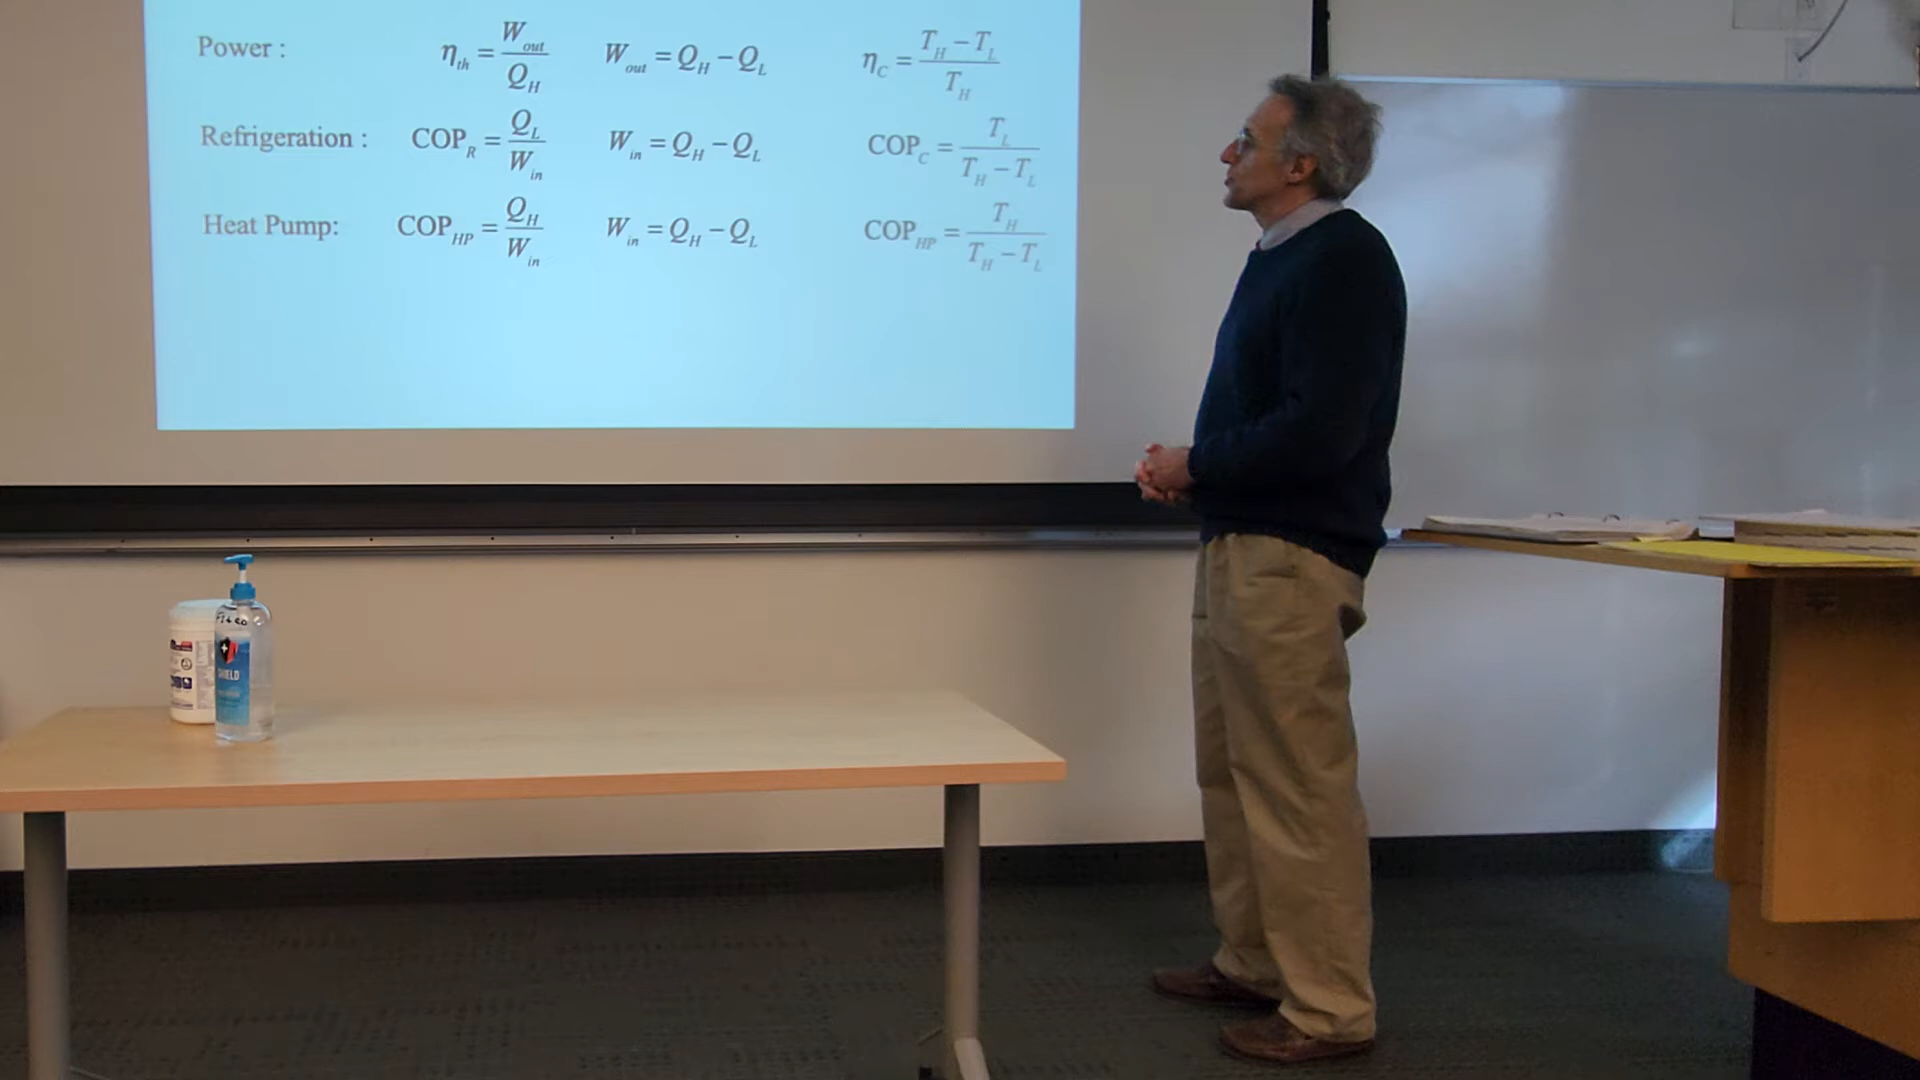 Power : η_th = W_out / Q_H W_out = Q_H − Q_L η_C = T_H − T_L / T_H
Refrigeration : COP_R = Q_L / W_in W_in = Q_H − Q_L COP_C = T_L / T_H − T_L
Heat Pump: COP_HP = Q_H / W_in W_in = Q_H − Q_L COP_HP = T_H / T_H − T_L
SHIELD